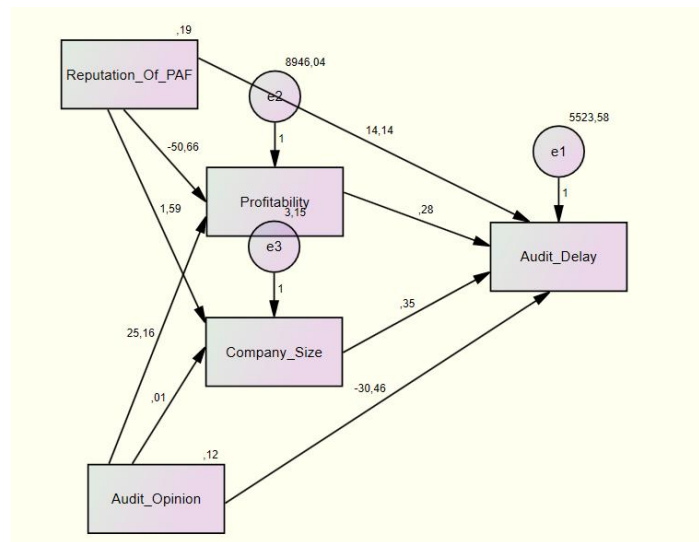 ,19
Reputation_Of_PAF
8946,04
e2
5523,58
e1
14,14
1
1
-50,66
Profitability
,28
1,59
3,15
e3
Audit_Delay
1
,35
25,16
Company_Size
,01
-30,46
,12
Audit_Opinion